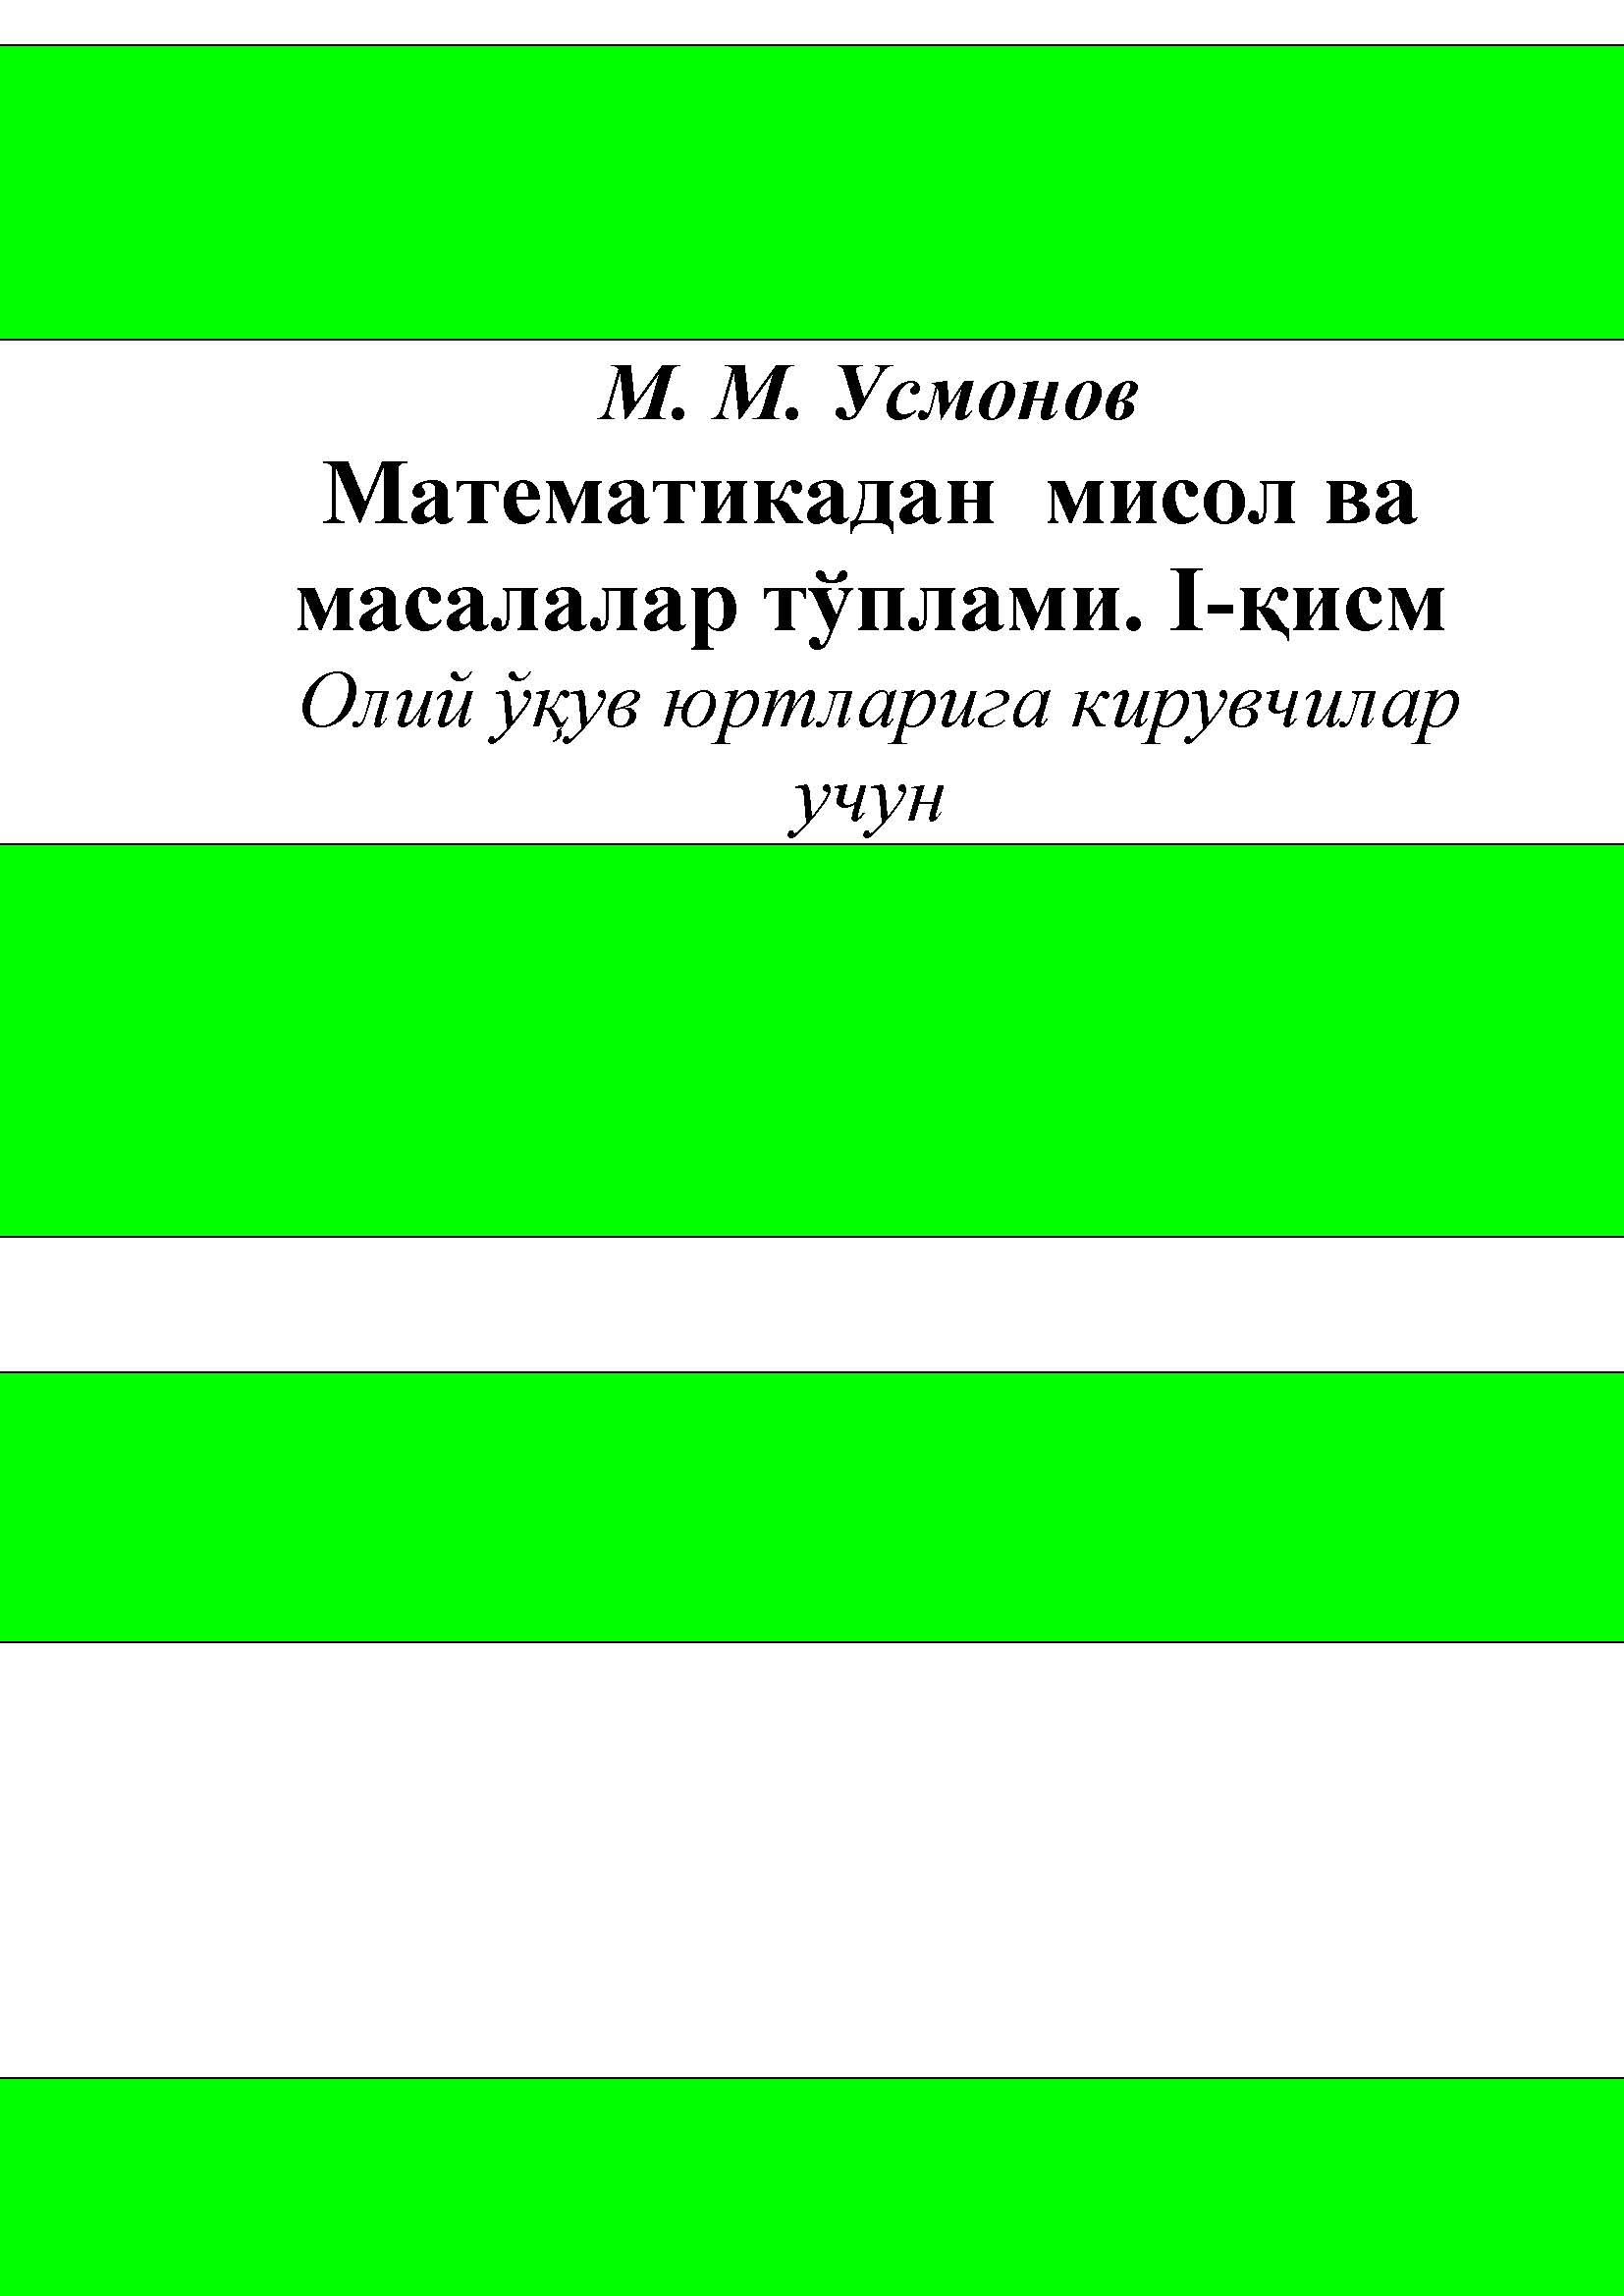 М. М. Усмонов
Математикадан мисол ва
масалалар тўплами. I-қисм
Олий ўқув юртларига кирувчилар
учун